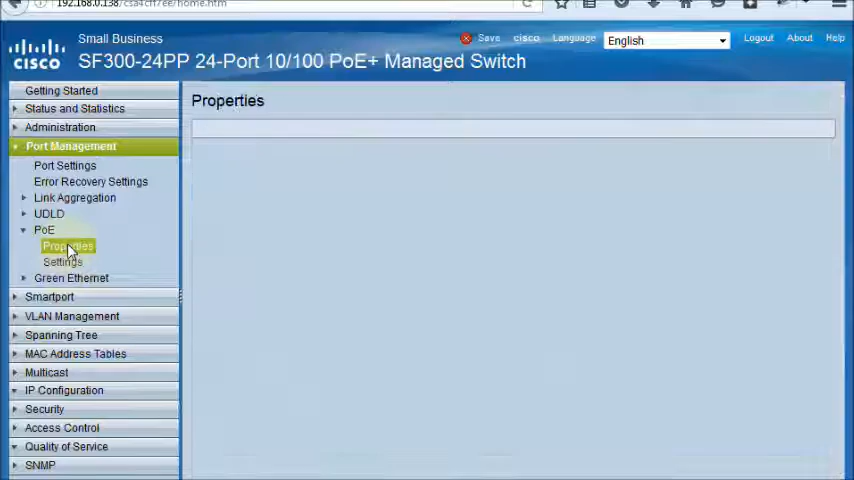 192.168.0.138/csa4cff7ee/home.htm
Small Business
Save cisco Language English Logout About Help
CISCO
SF300-24PP 24-Port 10/100 PoE+ Managed Switch
Getting Started
Status and Statistics
Administration
Port Management
Port Settings
Error Recovery Settings
Link Aggregation
UDLD
PoE
Properties
Settings
Green Ethernet
Smartport
VLAN Management
Spanning Tree
MAC Address Tables
Multicast
IP Configuration
Security
Access Control
Quality of Service
SNMP
Properties